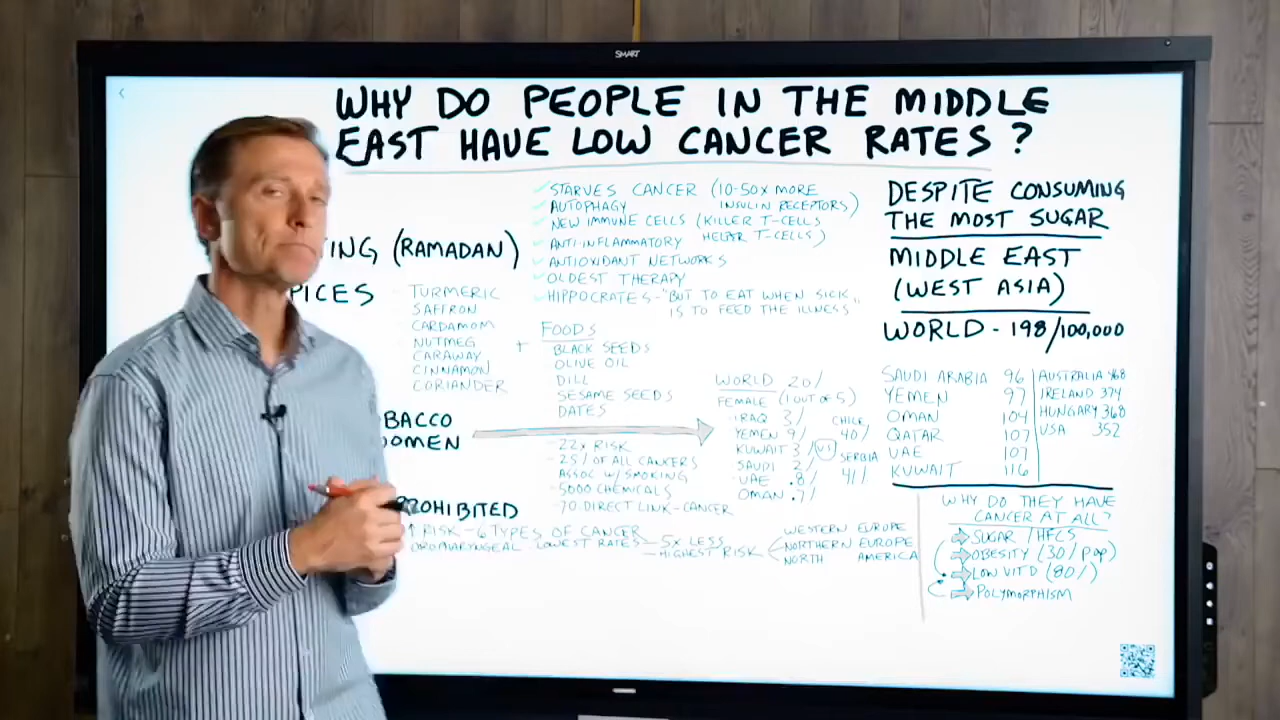 SMART
WHY DO PEOPLE IN THE MIDDLE
EAST HAVE LOW CANCER RATES?
TING (RAMADAN)
✓STARVES CANCER (10-50x MORE
INSULIN RECEPTORS)
✓AUTOPHAGY
✓NEW IMMUNE CELLS (KILLER T-CELLS
HELPER T-CELLS)
✓ANTI-INFLAMMATORY
✓ANTIOXIDANT NETWORKS
✓OLDEST THERAPY
✓HIPPOCRATES-"BUT TO EAT WHEN SICK,
IS TO FEED THE ILLNESS"
PICES
TURMERIC
SAFFRON
CARDAMOM
NUTMEG
CARAWAY
CINNAMON
CORIANDER
+
FOODS
BLACK SEEDS
OLIVE OIL
DILL
SESAME SEEDS
DATES
BACCO
OMEN
-22x RISK
-25% OF ALL CANCERS
ASSOC W/SMOKING
-5000 CHEMICALS
-70 DIRECT LINK-CANCER
WORLD 20%
FEMALE (1 OUT OF 5)
IRAQ 3%
YEMEN 9%
KUWAIT 3%
SAUDI 2%
UAE .8%
OMAN .7%
VS
CHILE
40%
SERBIA
41%
ROHIBITED
↑ RISK-6 TYPES OF CANCER
LOWEST RATES
-5x LESS
-HIGHEST RISK
WESTERN EUROPE
NORTHERN EUROPE
NORTH AMERICA
DESPITE CONSUMING
THE MOST SUGAR
MIDDLE EAST
(WEST ASIA)
WORLD - 198/100,000
SAUDI ARABIA 96
YEMEN 97
OMAN 104
QATAR 107
UAE 107
KUWAIT 116
AUSTRALIA 468
IRELAND 374
HUNGARY 368
USA 352
WHY DO THEY HAVE
CANCER AT ALL?
SUGAR/HFCS
OBESITY (30% POP)
LOW VIT D (80%)
POLYMORPHISM